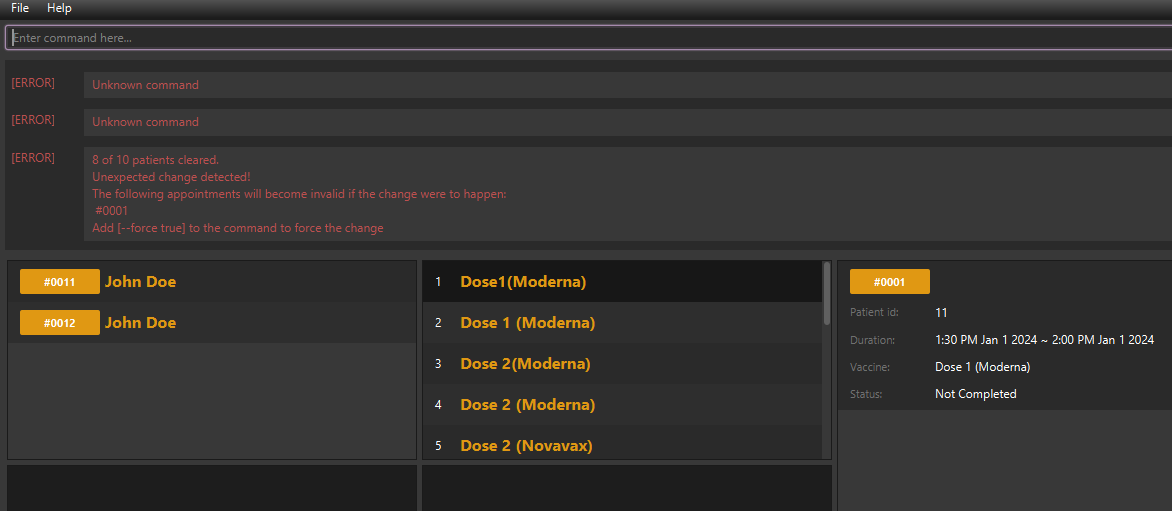 File Help
Enter command here...
[ERROR] Unknown command
[ERROR] Unknown command
[ERROR] 8 of 10 patients cleared.
Unexpected change detected!
The following appointments will become invalid if the change were to happen:
#0001
Add [--force true] to the command to force the change
#0011 John Doe
#0012 John Doe
1 Dose1(Moderna)
2 Dose 1 (Moderna)
3 Dose 2(Moderna)
4 Dose 2 (Moderna)
5 Dose 2 (Novavax)
#0001
Patient id: 11
Duration: 1:30 PM Jan 1 2024 ~ 2:00 PM Jan 1 2024
Vaccine: Dose 1 (Moderna)
Status: Not Completed